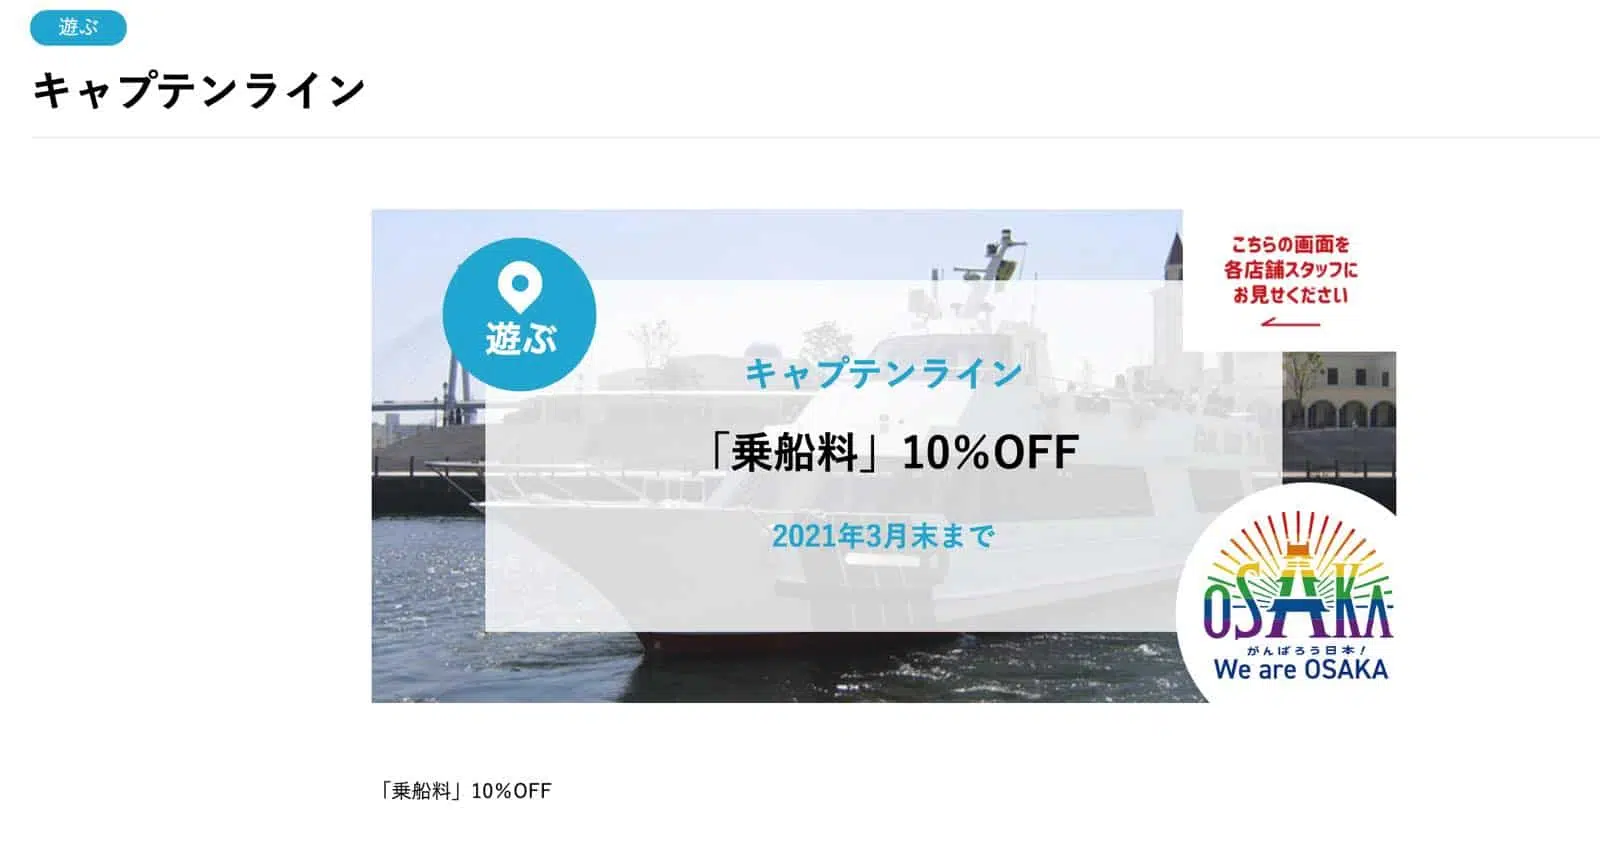 遊ぶ
キャプテンライン
こちらの画面を
各店舗スタッフに
お見せください
遊ぶ
キャプテンライン
「乗船料」10%OFF
2021年3月末まで
OSAKA
がんばろう日本!
We are OSAKA
「乗船料」10%OFF